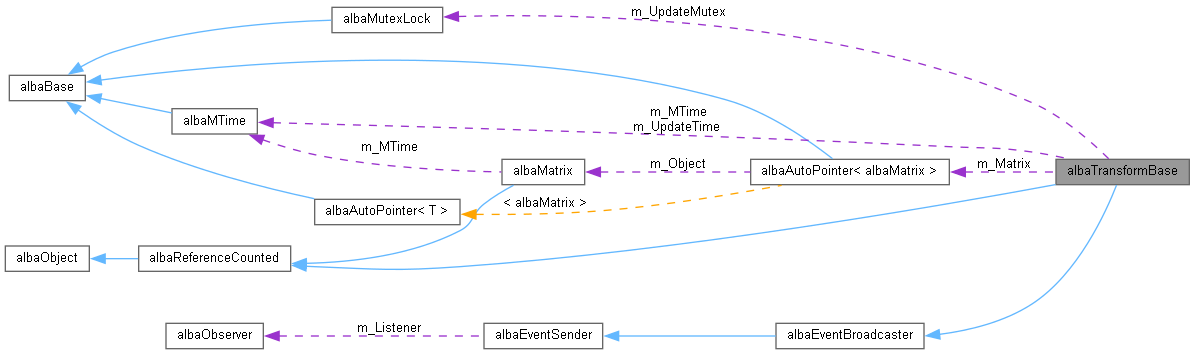 m_UpdateMutex
albaMutexLock
albaBase
m_MTime
m_UpdateTime
albaMTime
m_MTime
m_Object
m_Matrix
albaMatrix
albaAutoPointer< albaMatrix >
albaTransformBase
< albaMatrix >
albaAutoPointer< T >
albaObject
albaReferenceCounted
m_Listener
albaObserver
albaEventSender
albaEventBroadcaster